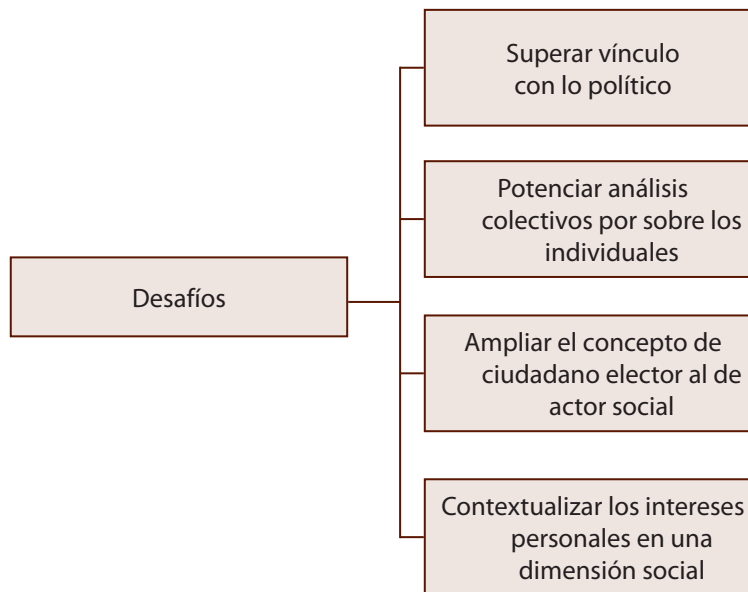 Superar vínculo
con lo político
Potenciar análisis
colectivos por sobre los
individuales
Desafíos
Ampliar el concepto de
ciudadano elector al de
actor social
Contextualizar los intereses
personales en una
dimensión social